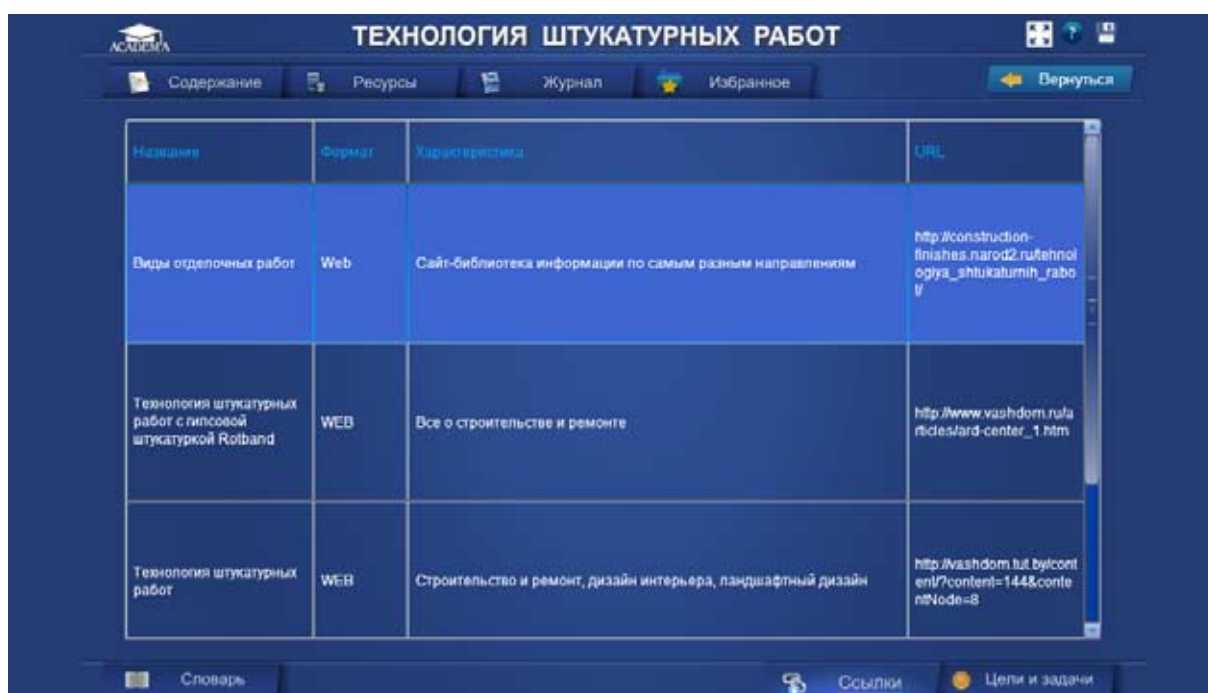 ACADEMA
ТЕХНОЛОГИЯ ШТУКАТУРНЫХ РАБОТ
Содержание
Ресурсы
Журнал
Избранное
Вернуться
Название
Формат
Характеристика
URL
Виды отделочных работ
Web
Сайт-библиотека информации по самым разным направлениям
http://construction-
finishes.narod2.ru/tehnol
ogiya_shtukaturnih_rabo
t/
Технология штукатурных
работ с гипсовой
штукатуркой Rotband
WEB
Все о строительстве и ремонте
http://www.vashdom.ru/a
rticles/ard-center_1.htm
Технология штукатурных
работ
WEB
Строительство и ремонт, дизайн интерьера, ландшафтный дизайн
http://vashdom.tut.by/cont
ent/?content=144&conte
ntNode=8
Словарь
Ссылки
Цели и задачи